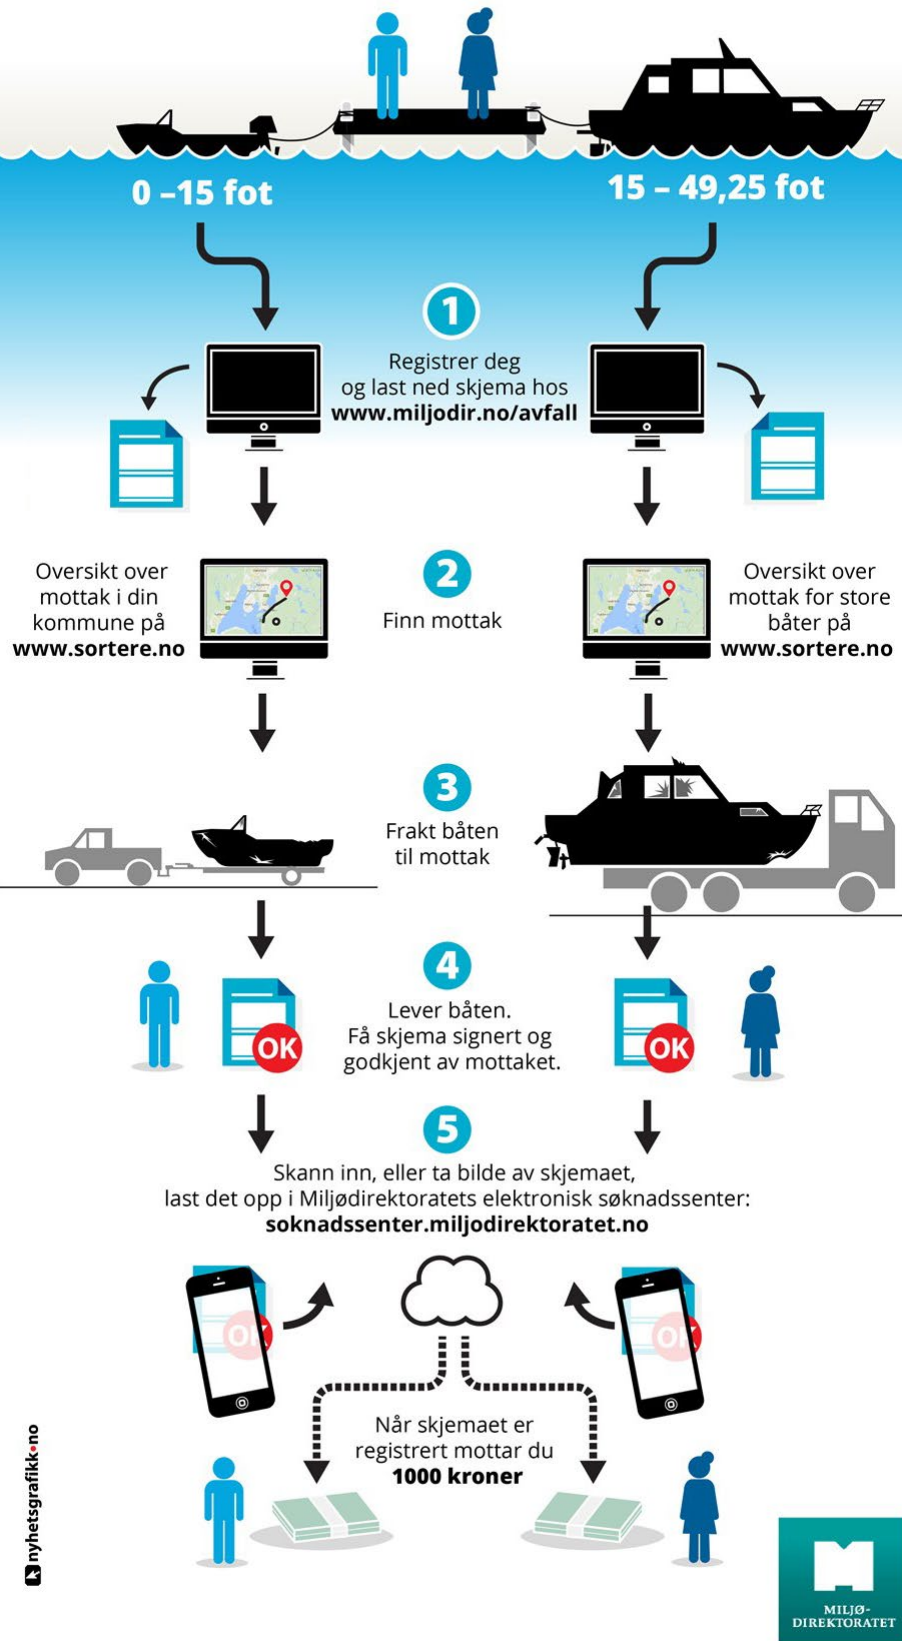 0 –15 fot
15 – 49,25 fot
1
Registrer deg
og last ned skjema hos
www.miljodir.no/avfall
Oversikt over
mottak i din
kommune på
www.sortere.no
2
Finn mottak
Oversikt over
mottak for store
båter på
www.sortere.no
3
Frakt båten
til mottak
4
Lever båten.
Få skjema signert og
godkjent av mottaket.
OK
OK
5
Skann inn, eller ta bilde av skjemaet,
last det opp i Miljødirektoratets elektronisk søknadssenter:
soknadssenter.miljodirektoratet.no
OK
OK
Når skjemaet er
registrert mottar du
1000 kroner
nyhetsgrafikk.no
MILJØ-
DIREKTORATET